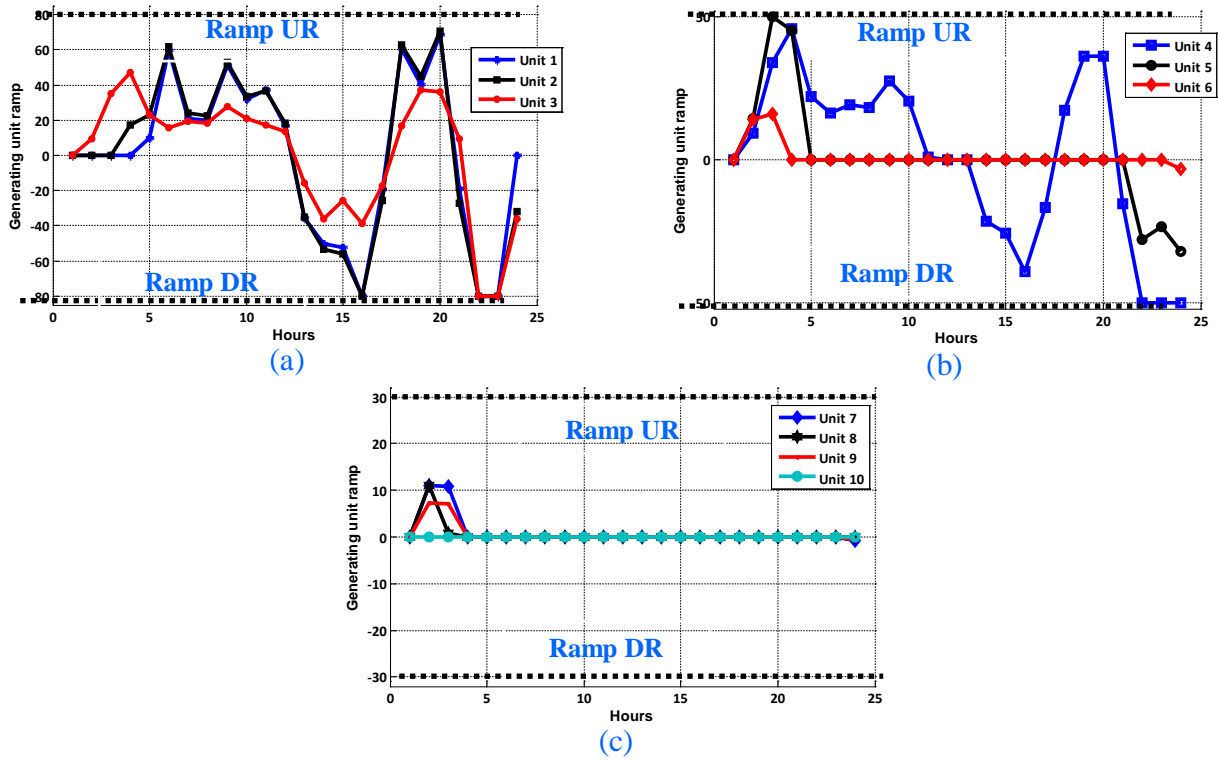 80
60
40
20
0
-20
-40
-60
-80
Generating unit ramp
Ramp UR
Unit 1
Unit 2
Unit 3
Ramp DR
0
5
10
15
20
25
Hours
(a)
50
0
-50
Generating unit ramp
Ramp UR
Unit 4
Unit 5
Unit 6
Ramp DR
0
5
10
15
20
25
Hours
(b)
30
20
10
0
-10
-20
-30
Generating unit ramp
Ramp UR
Unit 7
Unit 8
Unit 9
Unit 10
Ramp DR
0
5
10
15
20
25
Hours
(c)